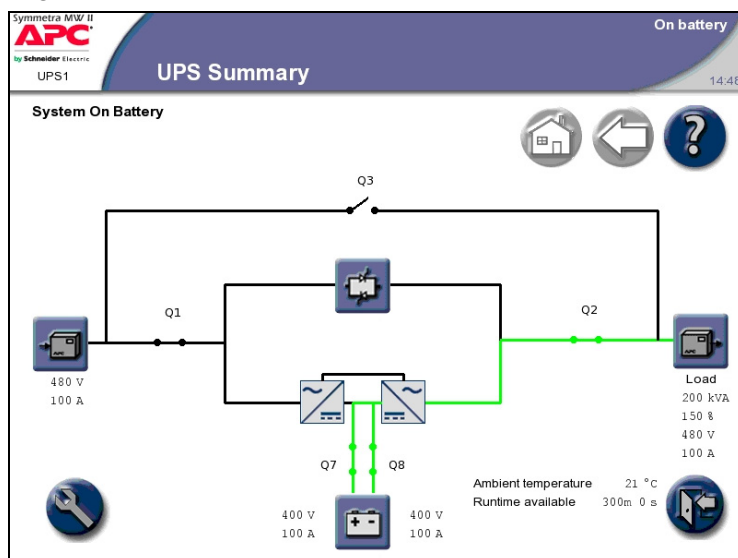 Symmetra MW II
APC
by Schneider Electric
UPS1
UPS Summary
On battery
14:48
System On Battery
?
Q3
Q1
Q2
480 V
100 A
APC
APC
Load
200 kVA
150 %
480 V
100 A
Q7
Q8
400 V
100 A
400 V
100 A
Ambient temperature 21 °C
Runtime available 300m 0 s